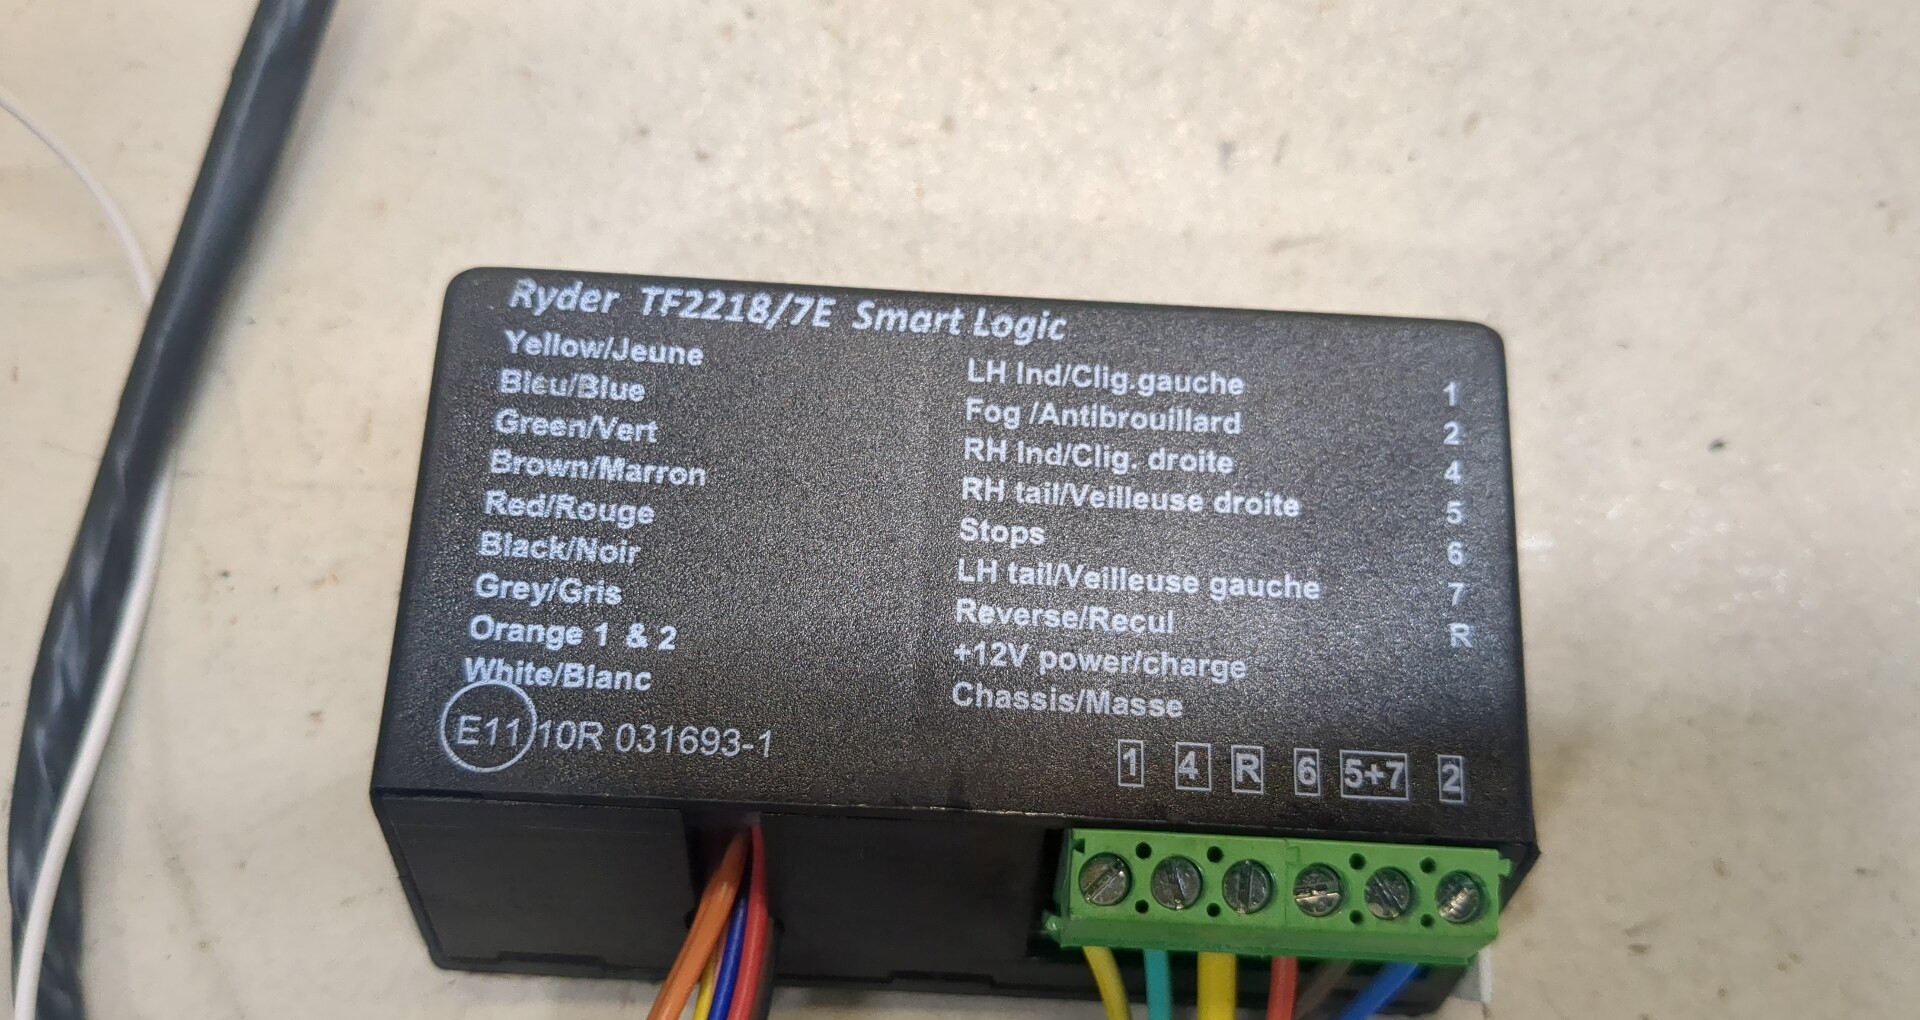 Ryder TF2218/7E Smart Logic
Yellow/Jeune LH Ind/Clig.gauche 1
Bleu/Blue Fog /Antibrouillard 2
Green/Vert RH Ind/Clig. droite 4
Brown/Marron RH tail/Veilleuse droite 5
Red/Rouge Stops 6
Black/Noir LH tail/Veilleuse gauche 7
Grey/Gris Reverse/Recul R
Orange 1 & 2 +12V power/charge
White/Blanc Chassis/Masse
E11 10R 031693-1
1 4 R 6 5+7 2